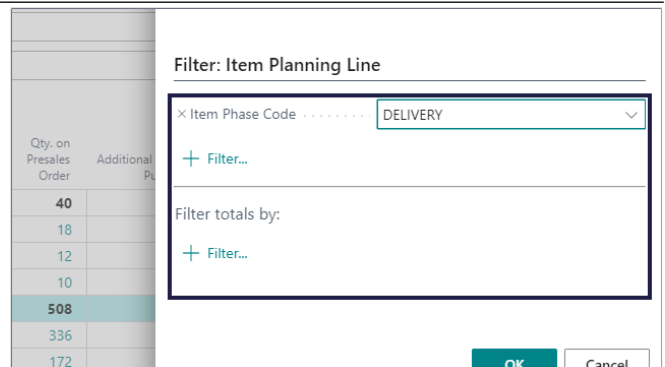 Filter: Item Planning Line
× Item Phase Code · · · · · · · · · DELIVERY
+ Filter...
Filter totals by:
+ Filter...
OK Cancel
Qty. on
Presales
Order
Additional
Pu
40
18
12
10
508
336
172